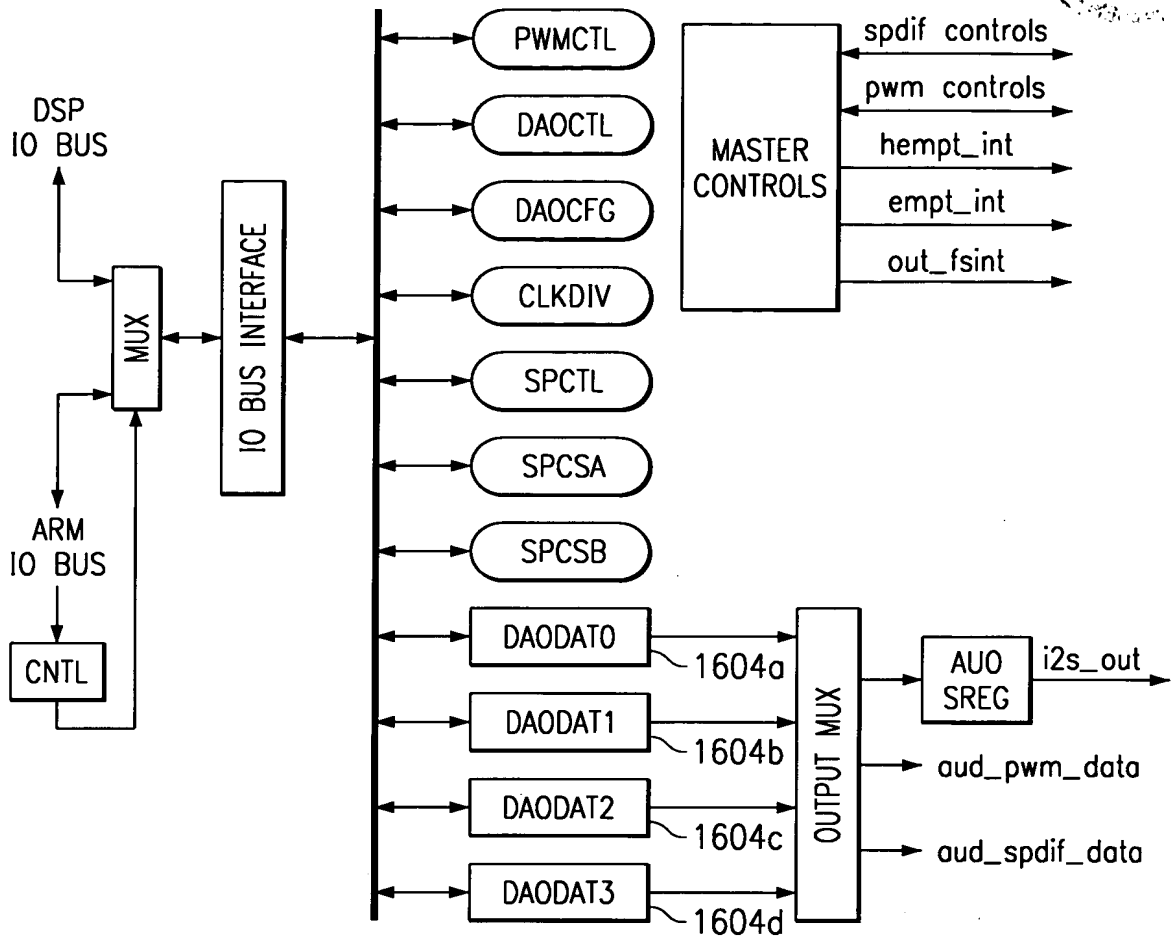 DSP
IO BUS
MUX
ARM
IO BUS
CNTL
IO BUS INTERFACE
PWMCTL
DAOCTL
DAOCFG
CLKDIV
SPCTL
SPCSA
SPCSB
DAODAT0
1604a
DAODAT1
1604b
DAODAT2
1604c
DAODAT3
1604d
MASTER
CONTROLS
spdif controls
pwm controls
hempt_int
empt_int
out_fsint
OUTPUT MUX
AUO
SREG
i2s_out
aud_pwm_data
aud_spdif_data